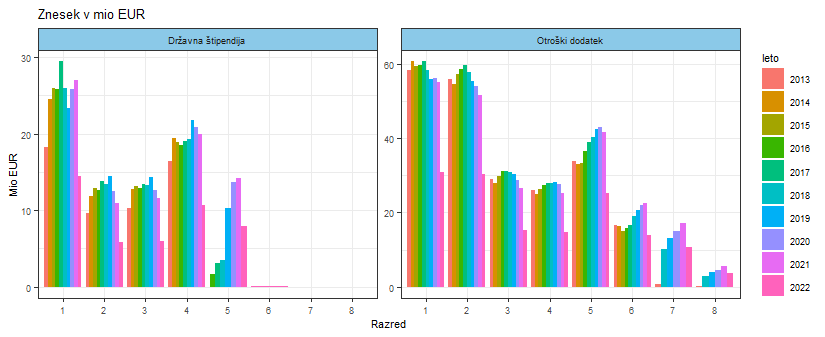 Znesek v mio EUR
Državna štipendija
Otroški dodatek
Mio EUR
30
20
10
0
60
40
20
0
1 2 3 4 5 6 7 8
1 2 3 4 5 6 7 8
Razred
leto
2013
2014
2015
2016
2017
2018
2019
2020
2021
2022